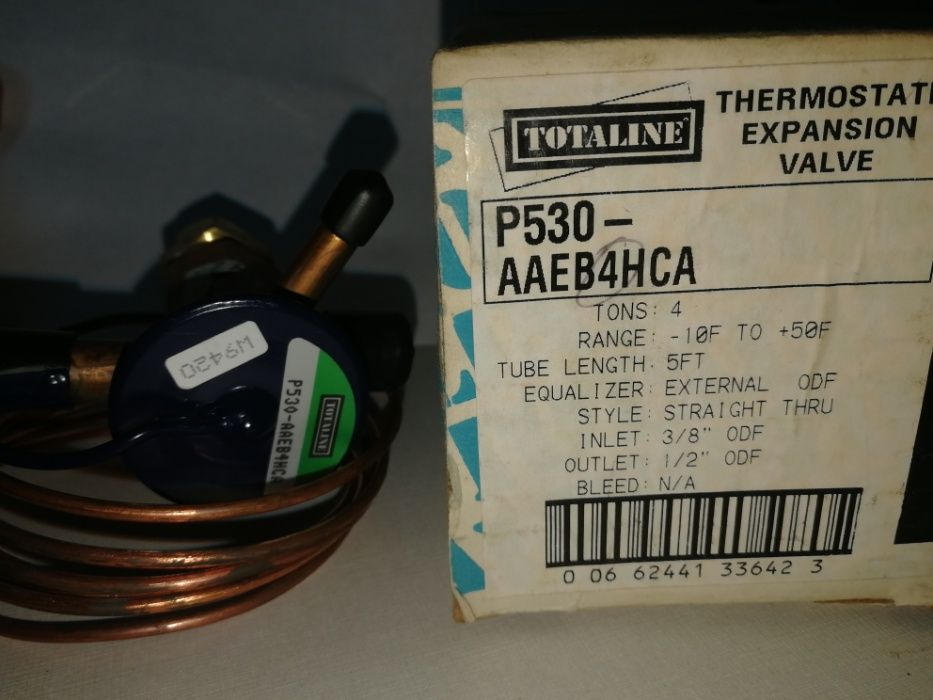 TOTALINE
THERMOSTATI
EXPANSION
VALVE
P530-
AAEB4HCA
TONS: 4
RANGE: -10F TO +50F
TUBE LENGTH: 5FT
EQUALIZER: EXTERNAL ODF
STYLE: STRAIGHT THRU
INLET: 3/8" ODF
OUTLET: 1/2" ODF
BLEED: N/A
0 06 62441 33642 3
W9420
TOTALINE
P530-AAEB4HCA